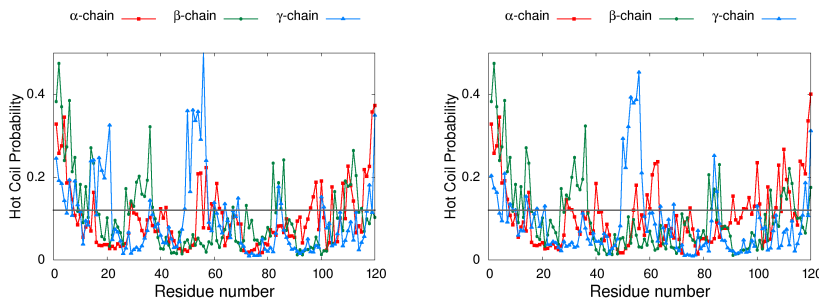 α-chain β-chain γ-chain
Hot Coil Probability
0.4
0.2
0
0 20 40 60 80 100 120
Residue number
α-chain β-chain γ-chain
Hot Coil Probability
0.4
0.2
0
0 20 40 60 80 100 120
Residue number